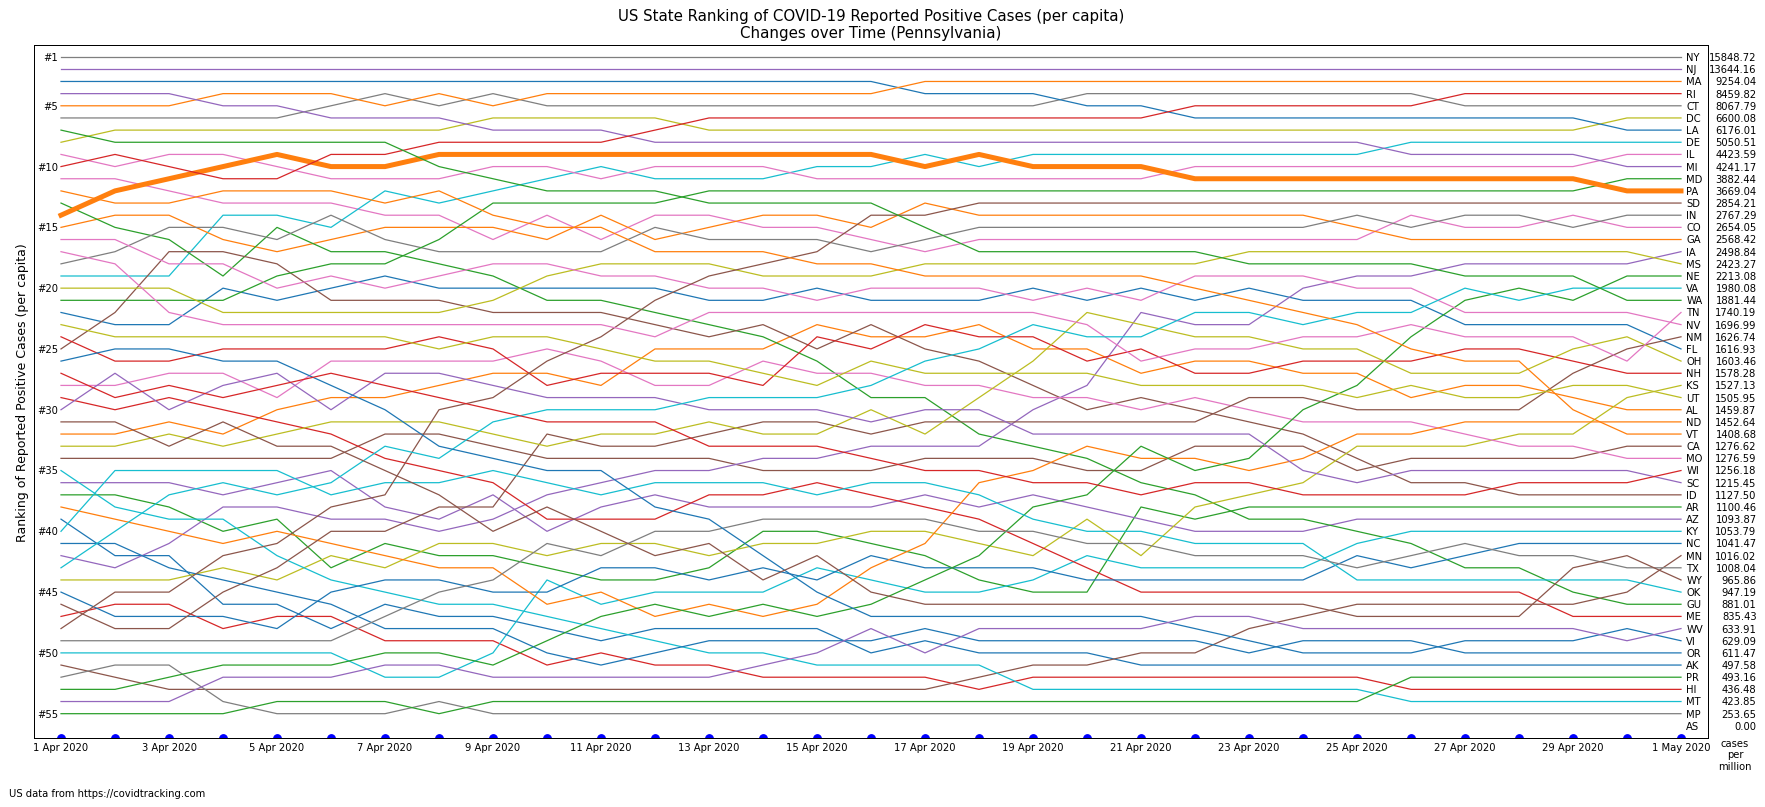 US State Ranking of COVID-19 Reported Positive Cases (per capita)
Changes over Time (Pennsylvania)
Ranking of Reported Positive Cases (per capita)
#1
#5
#10
#15
#20
#25
#30
#35
#40
#45
#50
#55
NY 15848.72
NJ 13644.16
MA 9254.04
RI 8459.82
CT 8067.79
DC 6600.08
LA 6176.01
DE 5050.51
IL 4423.59
MI 4241.17
MD 3882.44
PA 3669.04
SD 2854.21
IN 2767.29
CO 2654.05
GA 2568.42
IA 2498.84
MS 2423.27
NE 2213.08
VA 1980.08
WA 1881.44
TN 1740.19
NV 1696.99
NM 1626.74
FL 1616.93
OH 1603.46
NH 1578.28
KS 1527.13
UT 1505.95
AL 1459.87
ND 1452.64
VT 1408.68
CA 1276.62
MO 1276.59
WI 1256.18
SC 1215.45
ID 1127.50
AR 1100.46
AZ 1093.87
KY 1053.79
NC 1041.47
MN 1016.02
TX 1008.04
WY 965.86
OK 947.19
GU 881.01
ME 835.43
WV 633.91
VI 629.09
OR 611.47
AK 497.58
PR 493.16
HI 436.48
MT 423.85
MP 253.65
AS 0.00
1 Apr 2020 3 Apr 2020 5 Apr 2020 7 Apr 2020 9 Apr 2020 11 Apr 2020 13 Apr 2020 15 Apr 2020 17 Apr 2020 19 Apr 2020 21 Apr 2020 23 Apr 2020 25 Apr 2020 27 Apr 2020 29 Apr 2020 1 May 2020
cases
per
million
US data from https://covidtracking.com